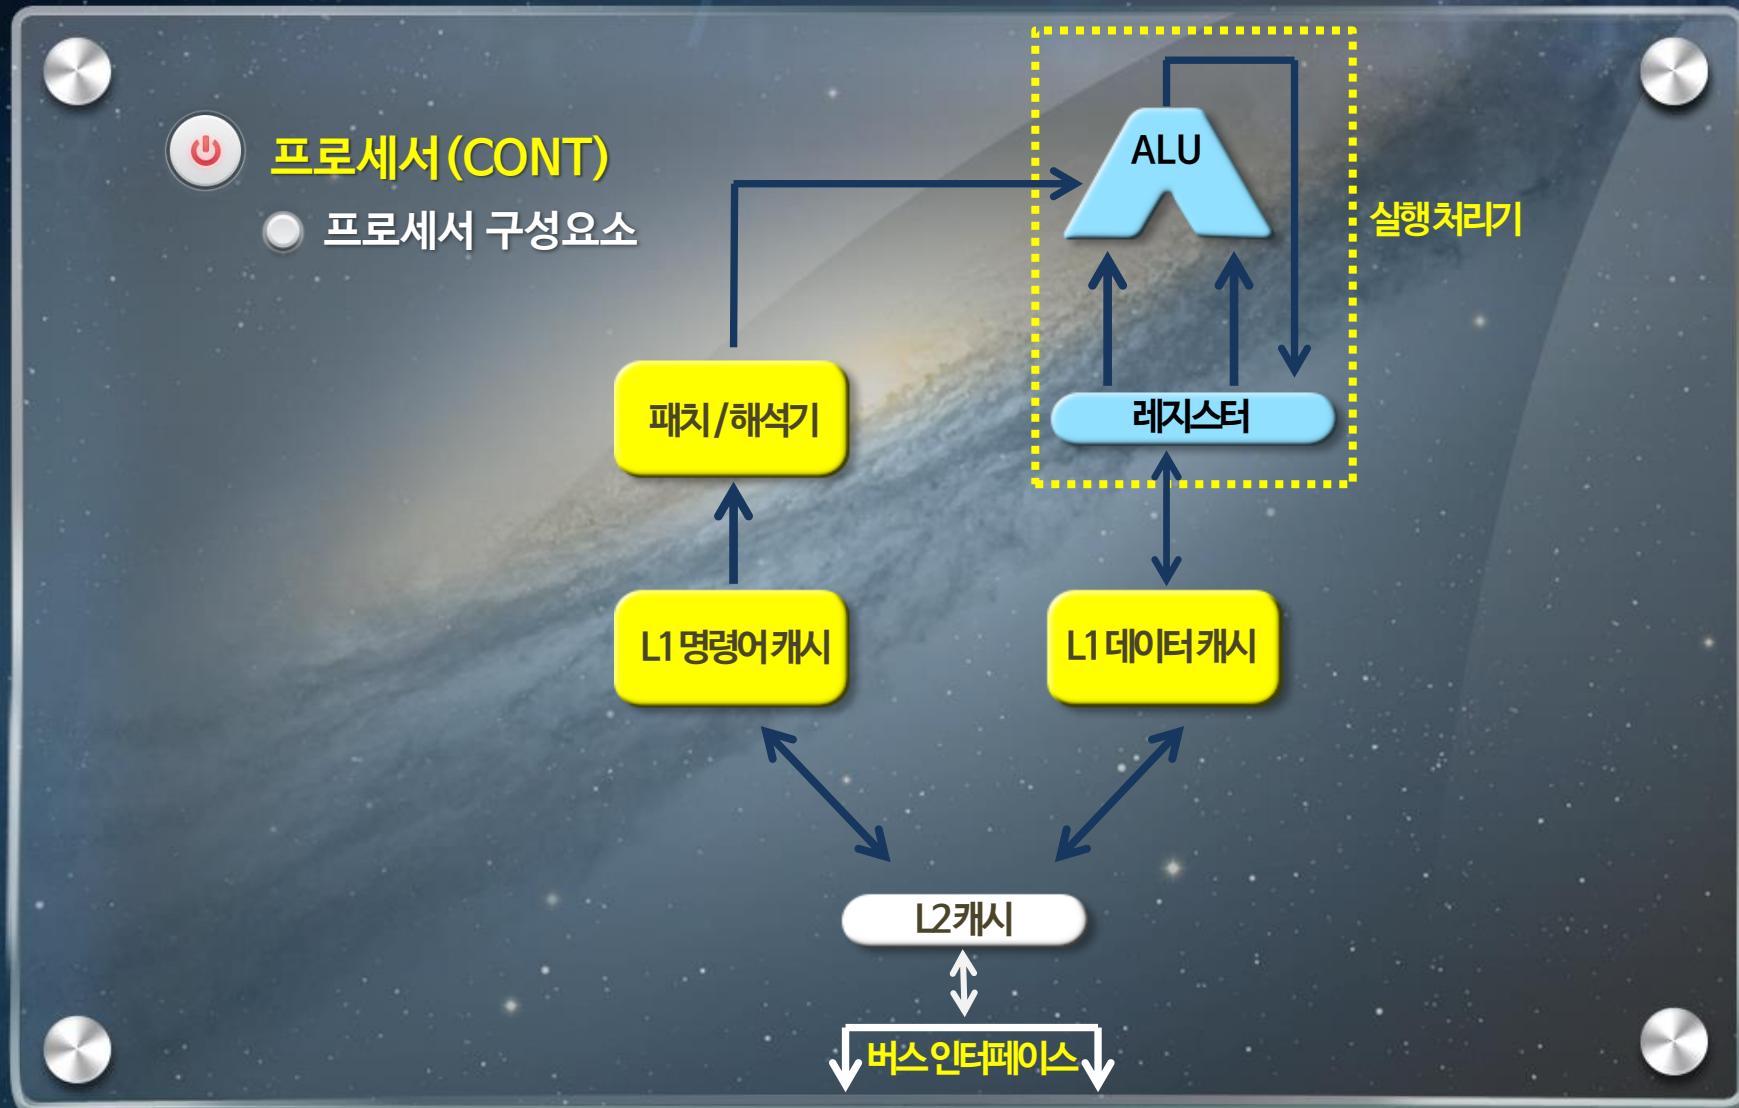 프로세서(CONT)
프로세서 구성요소
ALU
실행 처리기
패치 / 해석기
레지스터
L1 명령어 캐시
L1 데이터 캐시
L2 캐시
버스 인터페이스